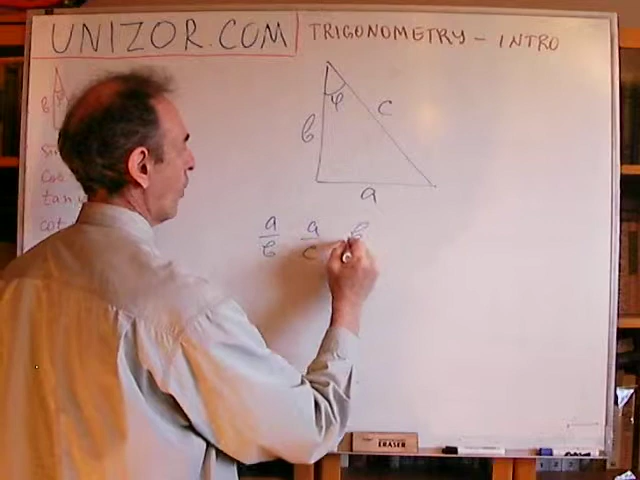 UNIZOR.COM
TRIGONOMETRY - INTRO
φ
c
b
b
a
sin
cos
tan
cot
a/b a/c b
ERASER